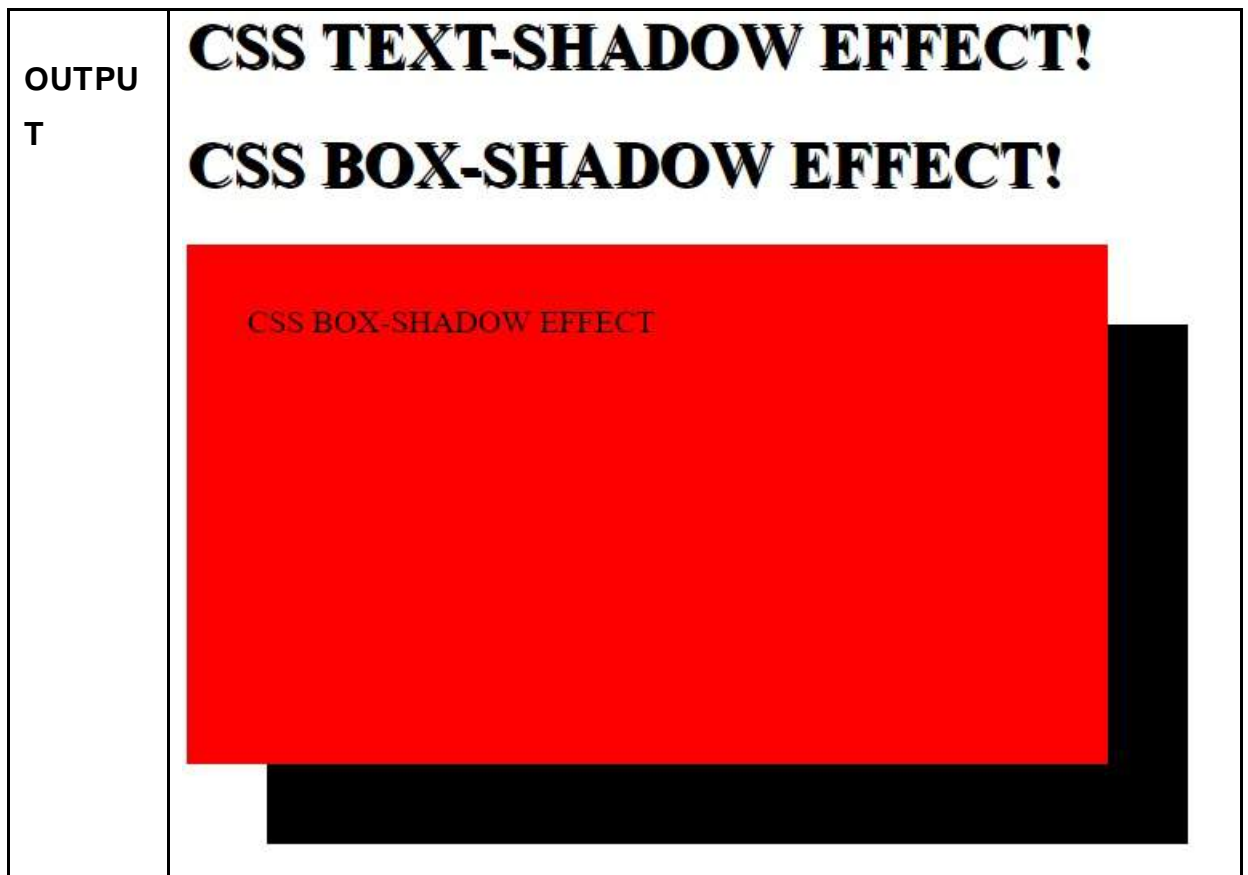 OUTPU
T
CSS TEXT-SHADOW EFFECT!
CSS BOX-SHADOW EFFECT!
CSS BOX-SHADOW EFFECT